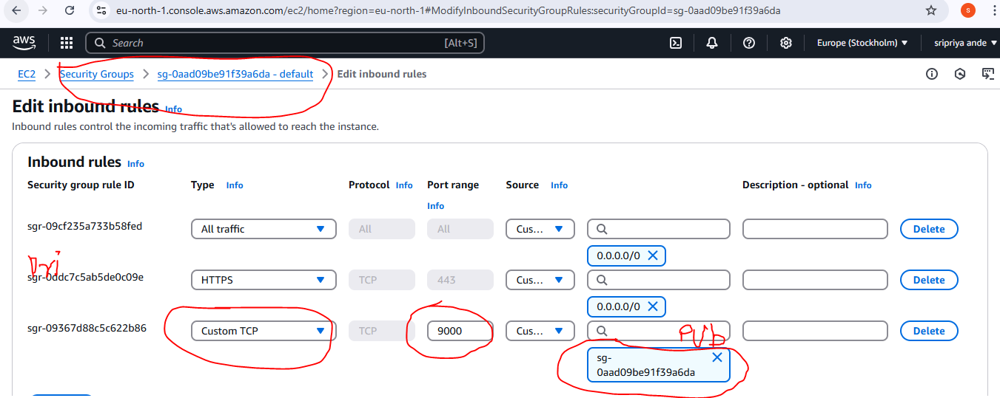 eu-north-1.console.aws.amazon.com/ec2/home?region=eu-north-1#ModifyInboundSecurityGroupRules:securityGroupId=sg-0aad09be91f39a6da
S
aws Search [Alt+S] Europe (Stockholm) sripriya ande
EC2 > Security Groups > sg-0aad09be91f39a6da - default > Edit inbound rules
Edit inbound rules Info
Inbound rules control the incoming traffic that's allowed to reach the instance.
Inbound rules Info
Security group rule ID Type Info Protocol Info Port range Info Source Info Description - optional Info
sgr-09cf235a733b58fed All traffic All All Cus... Delete
0.0.0.0/0
Pri
sgr-0ddc7c5ab5de0c09e HTTPS TCP 443 Cus... Delete
0.0.0.0/0
sgr-09367d88c5c622b86 Custom TCP TCP 9000 Cus... Pub Delete
sg-
0aad09be91f39a6da